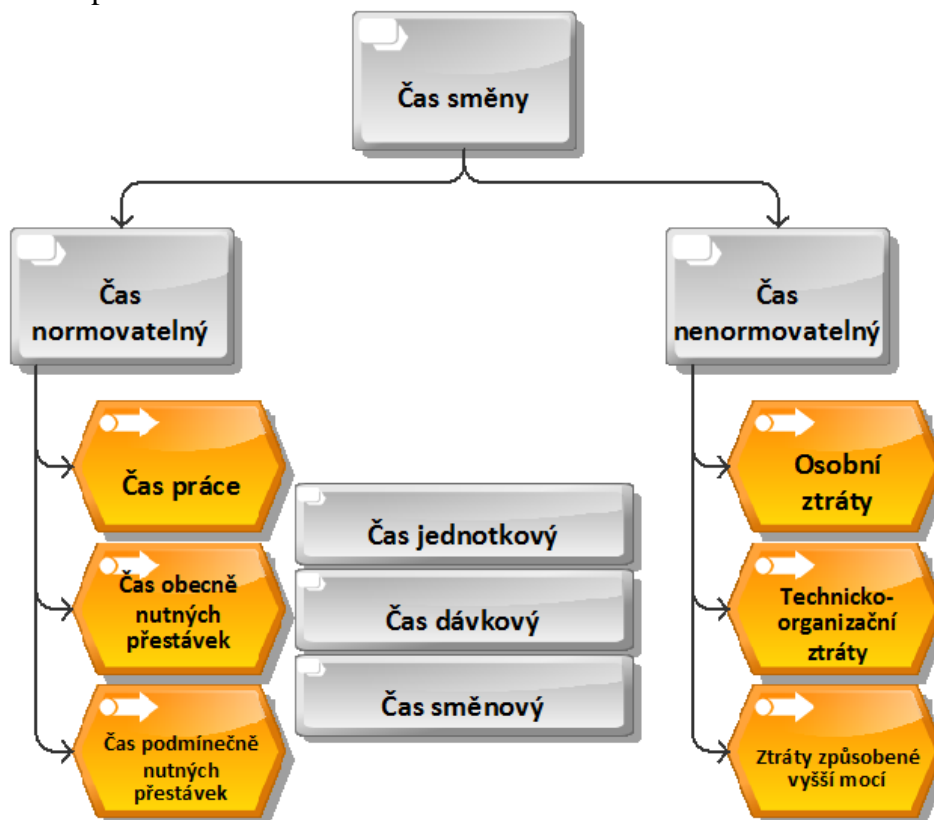 Čas směny
Čas
normovatelný
Čas
nenormovatelný
Čas práce
Čas obecně
nutných
přestávek
Čas podmínečně
nutných
přestávek
Čas jednotkový
Čas dávkový
Čas směnový
Osobní
ztráty
Technicko-
organizační
ztráty
Ztráty způsobené
vyšší mocí